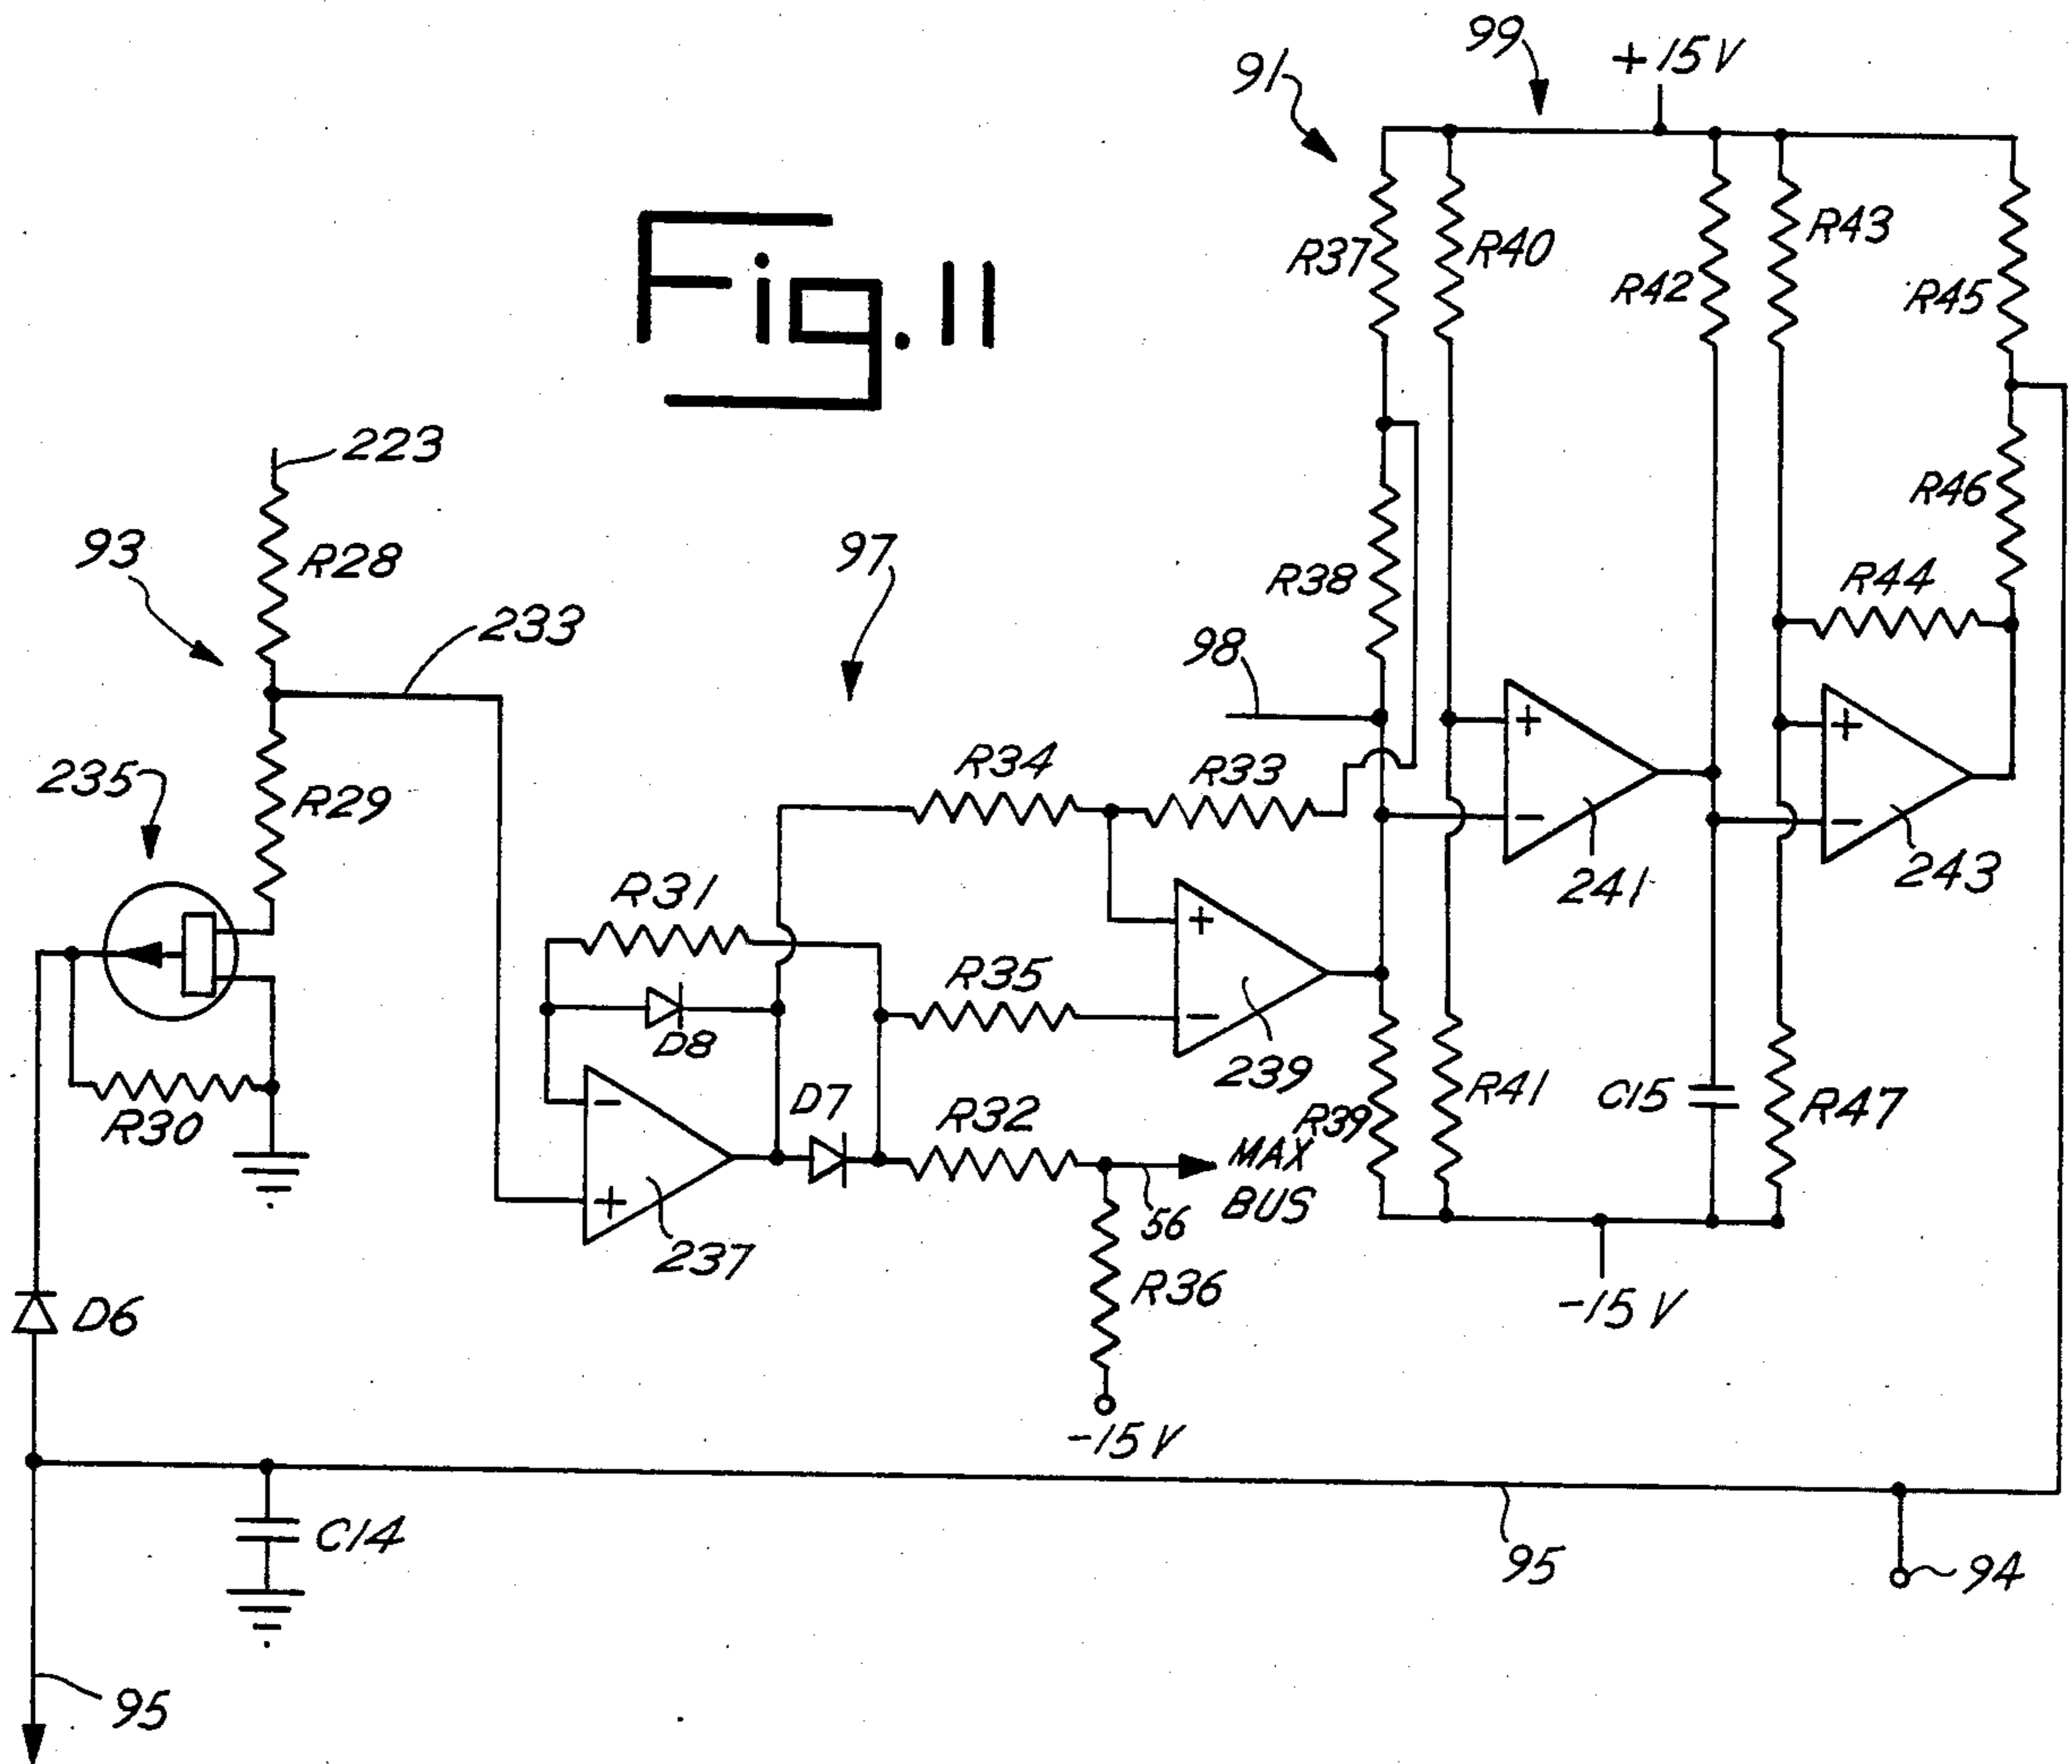 99
+15V
91
Fig. 11
R37
R40
R42
R43
R45
223
R28
93
97
R38
R46
R44
233
98
235
R29
R34
R33
+
+
-
-
241
243
R31
R35
+
-
D8
239
D7
R32
R39
R41
C15
R47
R30
-
+
237
MAX
BUS
56
R36
-15V
D6
-15V
C14
95
94
95